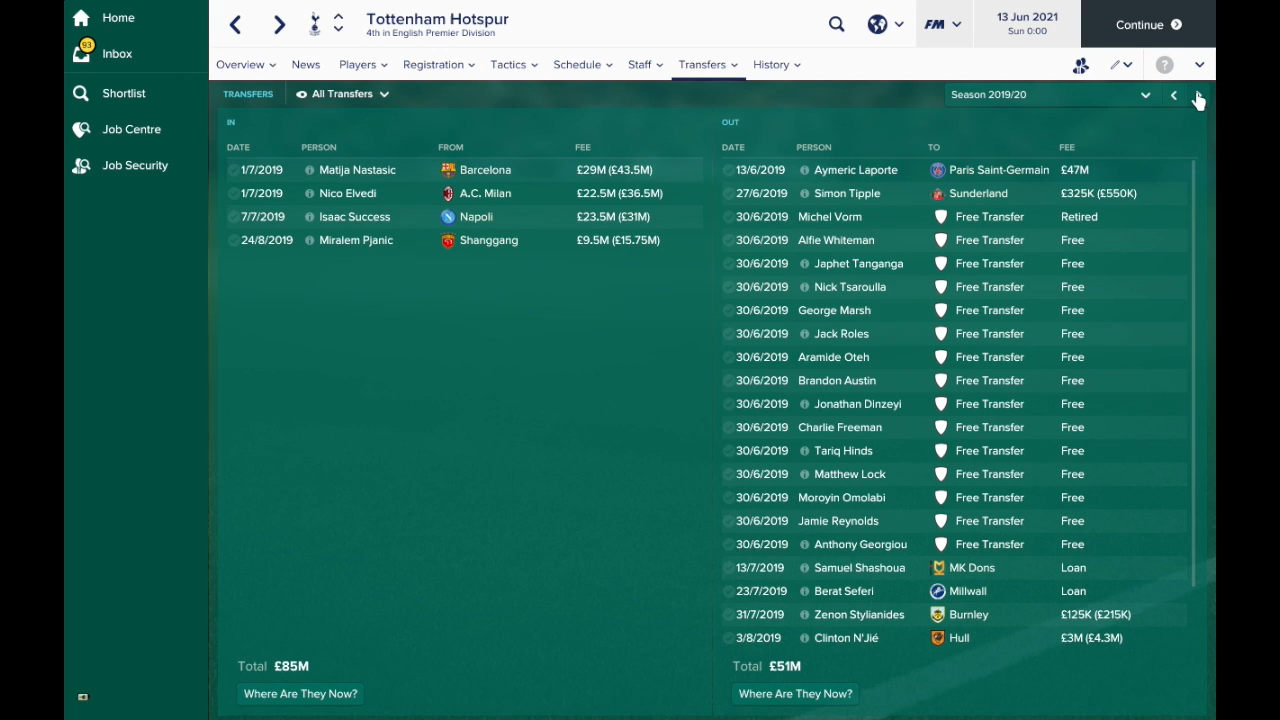 Home
93
Inbox
Shortlist
Job Centre
Job Security
Tottenham Hotspur
4th in English Premier Division
FM
13 Jun 2021
Sun 0:00
Continue
Overview News Players Registration Tactics Schedule Staff Transfers History
?
TRANSFERS All Transfers
Season 2019/20
IN
DATE PERSON FROM FEE
1/7/2019 Matija Nastasic Barcelona £29M (£43.5M)
1/7/2019 Nico Elvedi A.C. Milan £22.5M (£36.5M)
7/7/2019 Isaac Success Napoli £23.5M (£31M)
24/8/2019 Miralem Pjanic Shanggang £9.5M (£15.75M)
Total £85M
Where Are They Now?
OUT
DATE PERSON TO FEE
13/6/2019 Aymeric Laporte Paris Saint-Germain £47M
27/6/2019 Simon Tipple Sunderland £325K (£550K)
30/6/2019 Michel Vorm Free Transfer Retired
30/6/2019 Alfie Whiteman Free Transfer Free
30/6/2019 Japhet Tanganga Free Transfer Free
30/6/2019 Nick Tsaroulla Free Transfer Free
30/6/2019 George Marsh Free Transfer Free
30/6/2019 Jack Roles Free Transfer Free
30/6/2019 Aramide Oteh Free Transfer Free
30/6/2019 Brandon Austin Free Transfer Free
30/6/2019 Jonathan Dinzeyi Free Transfer Free
30/6/2019 Charlie Freeman Free Transfer Free
30/6/2019 Tariq Hinds Free Transfer Free
30/6/2019 Matthew Lock Free Transfer Free
30/6/2019 Moroyin Omolabi Free Transfer Free
30/6/2019 Jamie Reynolds Free Transfer Free
30/6/2019 Anthony Georgiou Free Transfer Free
13/7/2019 Samuel Shashoua MK Dons Loan
23/7/2019 Berat Seferi Millwall Loan
31/7/2019 Zenon Stylianides Burnley £125K (£215K)
3/8/2019 Clinton N'Jié Hull £3M (£4.3M)
Total £51M
Where Are They Now?